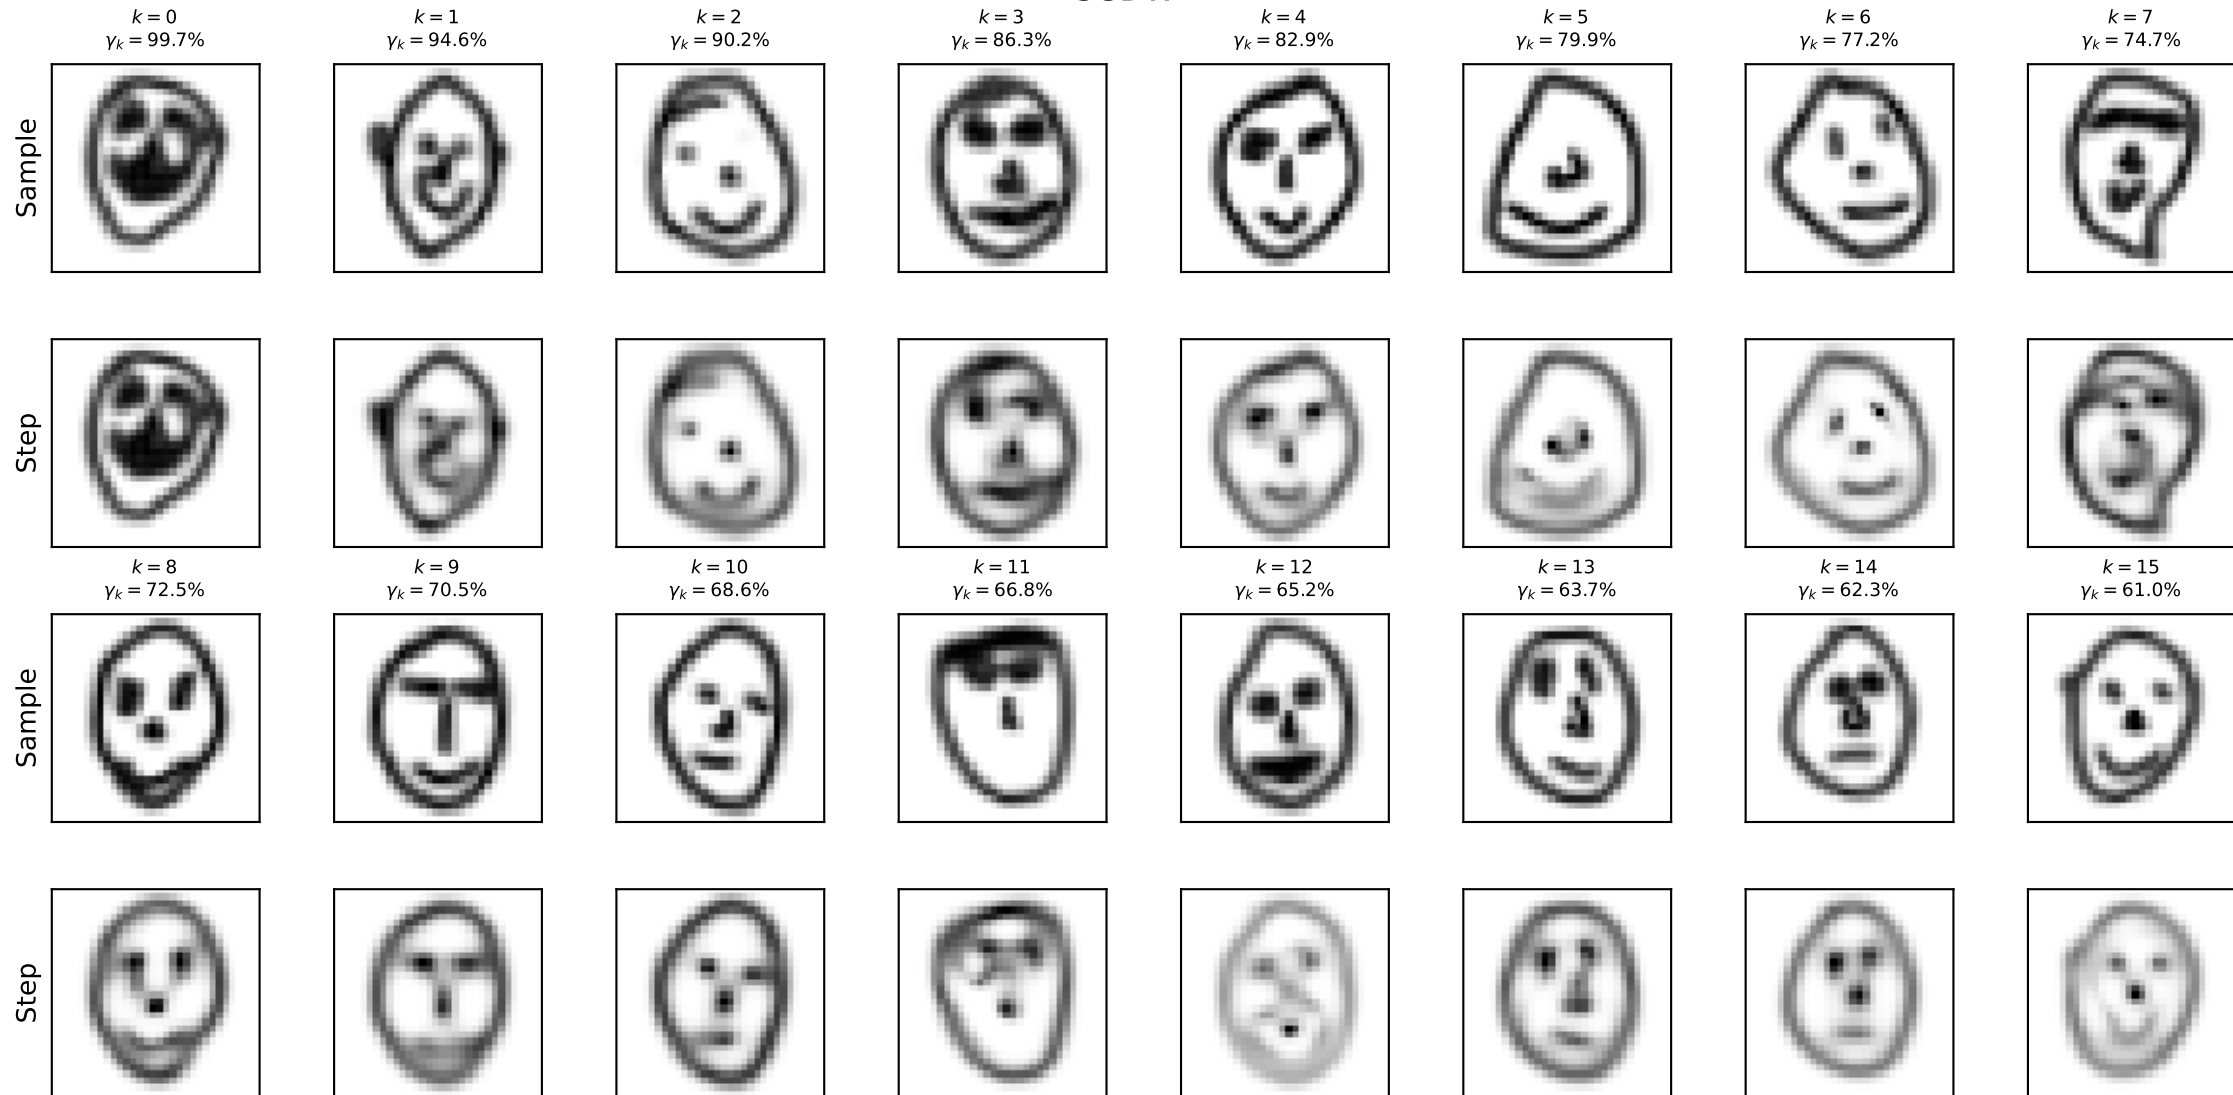 k = 0 k = 1 k = 2 k = 3 k = 4 k = 5 k = 6 k = 7
γk = 99.7% γk = 94.6% γk = 90.2% γk = 86.3% γk = 82.9% γk = 79.9% γk = 77.2% γk = 74.7%
Sample
Step
k = 8 k = 9 k = 10 k = 11 k = 12 k = 13 k = 14 k = 15
γk = 72.5% γk = 70.5% γk = 68.6% γk = 66.8% γk = 65.2% γk = 63.7% γk = 62.3% γk = 61.0%
Sample
Step